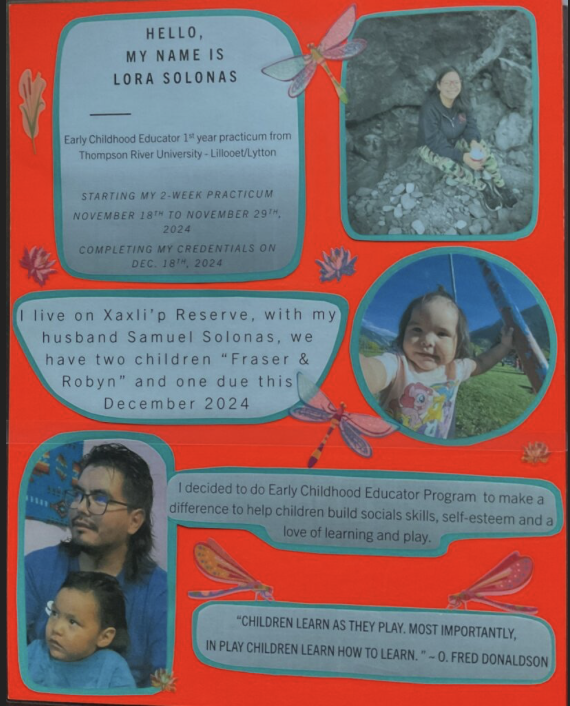 HELLO,
MY NAME IS
LORA SOLONAS
Early Childhood Educator 1st year practicum from
Thompson River University - Lillooet/Lytton
STARTING MY 2-WEEK PRACTICUM
NOVEMBER 18TH TO NOVEMBER 29TH,
2024
COMPLETING MY CREDENTIALS ON
DEC. 18TH, 2024
I live on Xaxli'p Reserve, with my
husband Samuel Solonas, we
have two children "Fraser &
Robyn" and one due this
December 2024
I decided to do Early Childhood Educator Program to make a
difference to help children build socials skills, self-esteem and a
love of learning and play.
"CHILDREN LEARN AS THEY PLAY. MOST IMPORTANTLY,
IN PLAY CHILDREN LEARN HOW TO LEARN. " – O. FRED DONALDSON